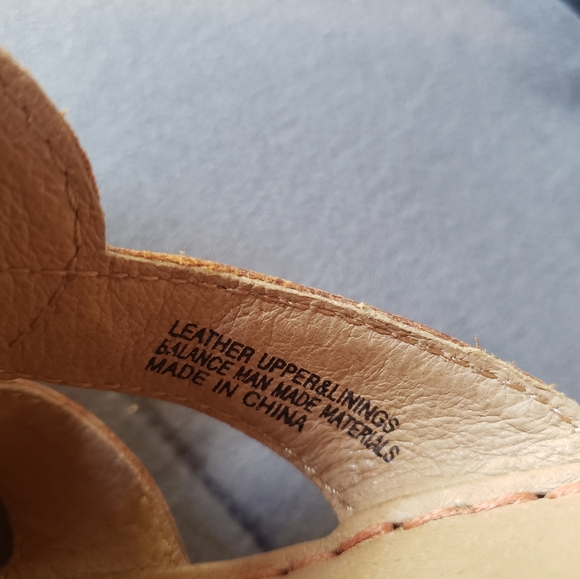 LEATHER UPPER&LININGS
bALANCE MAN MADE MATERIALS
MADE IN CHINA